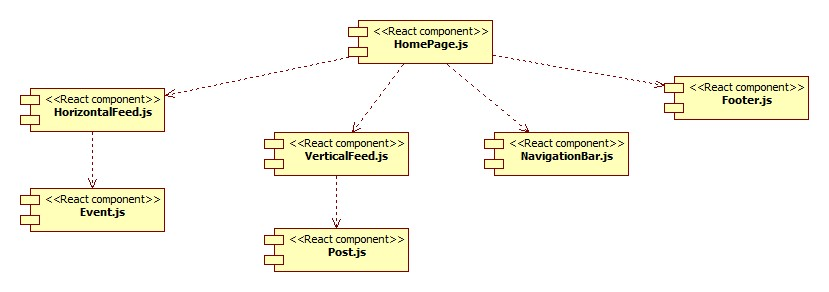 <<React component>>
HomePage.js
<<React component>>
HorizontalFeed.js
<<React component>>
Footer.js
<<React component>>
VerticalFeed.js
<<React component>>
NavigationBar.js
<<React component>>
Event.js
<<React component>>
Post.js